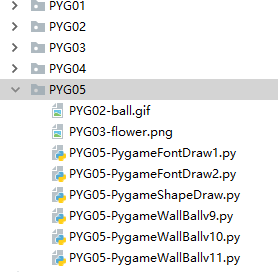 PYG01
PYG02
PYG03
PYG04
PYG05
PYG02-ball.gif
PYG03-flower.png
PYG05-PygameFontDraw1.py
PYG05-PygameFontDraw2.py
PYG05-PygameShapeDraw.py
PYG05-PygameWallBallv9.py
PYG05-PygameWallBallv10.py
PYG05-PygameWallBallv11.py